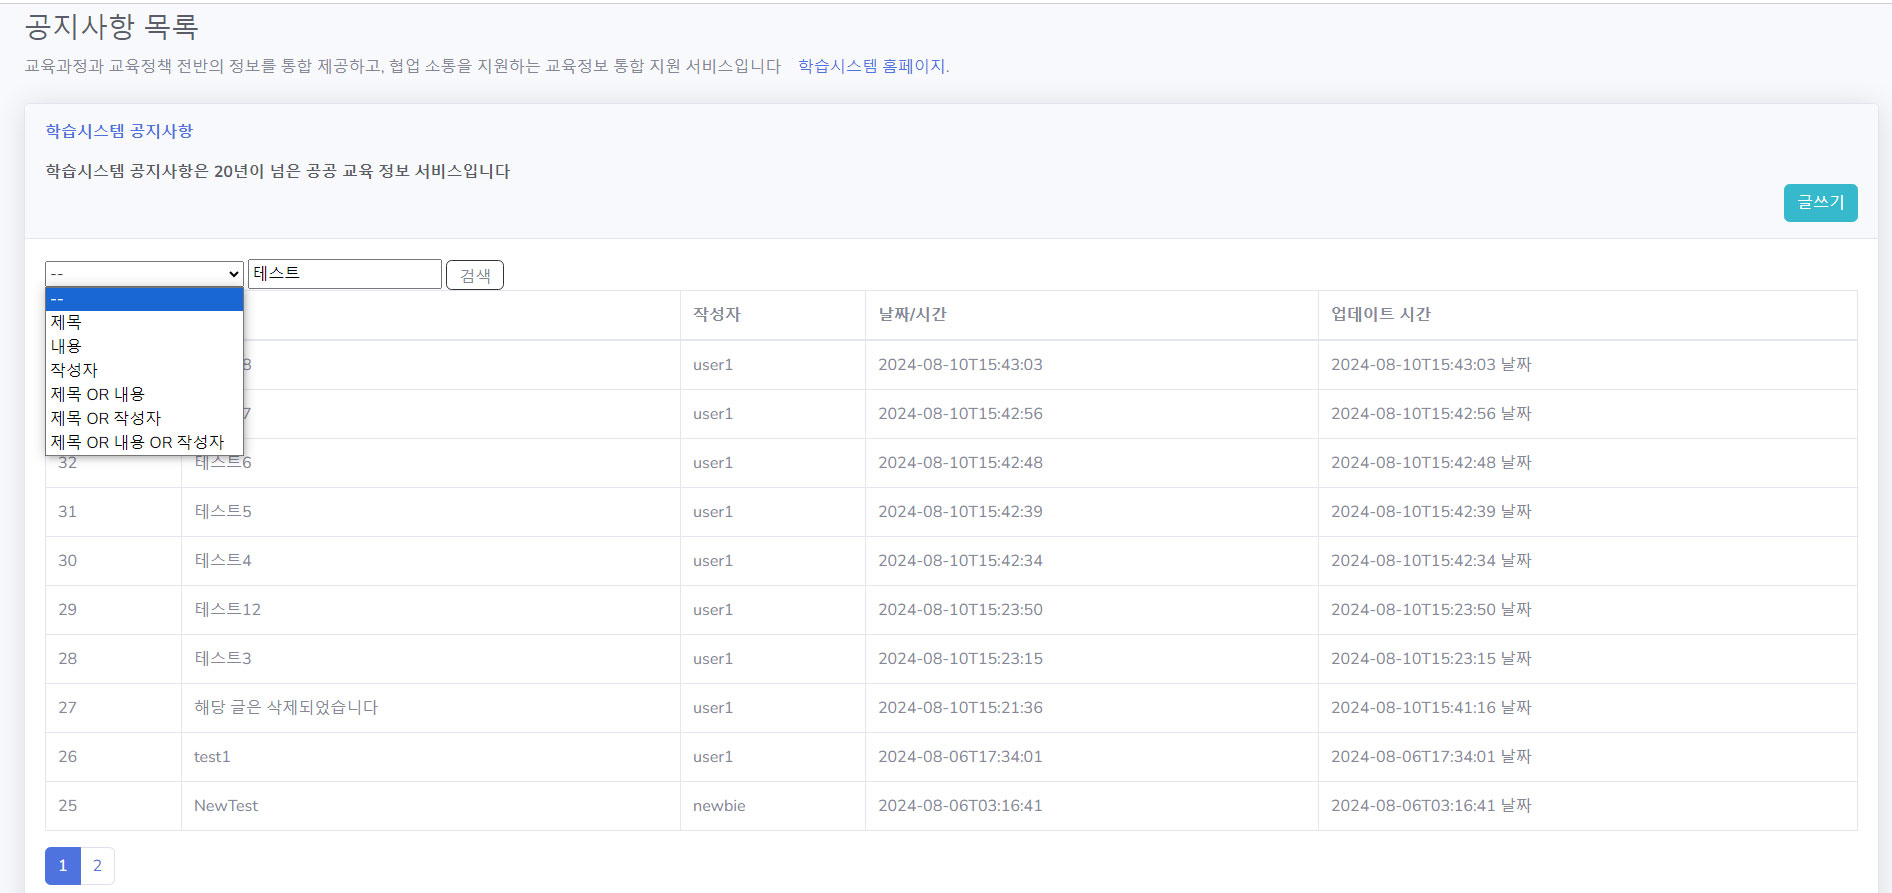 공지사항 목록
교육과정과 교육정책 전반의 정보를 통합 제공하고, 협업 소통을 지원하는 교육정보 통합 지원 서비스입니다 학습시스템 홈페이지.
학습시스템 공지사항
학습시스템 공지사항은 20년이 넘은 공공 교육 정보 서비스입니다
글쓰기
-- 테스트 검색
--
제목
내용
작성자
제목 OR 내용
제목 OR 작성자
제목 OR 내용 OR 작성자
작성자 날짜/시간 업데이트 시간
8 user1 2024-08-10T15:43:03 2024-08-10T15:43:03 날짜
7 user1 2024-08-10T15:42:56 2024-08-10T15:42:56 날짜
32 테스트6 user1 2024-08-10T15:42:48 2024-08-10T15:42:48 날짜
31 테스트5 user1 2024-08-10T15:42:39 2024-08-10T15:42:39 날짜
30 테스트4 user1 2024-08-10T15:42:34 2024-08-10T15:42:34 날짜
29 테스트12 user1 2024-08-10T15:23:50 2024-08-10T15:23:50 날짜
28 테스트3 user1 2024-08-10T15:23:15 2024-08-10T15:23:15 날짜
27 해당 글은 삭제되었습니다 user1 2024-08-10T15:21:36 2024-08-10T15:41:16 날짜
26 test1 user1 2024-08-06T17:34:01 2024-08-06T17:34:01 날짜
25 NewTest newbie 2024-08-06T03:16:41 2024-08-06T03:16:41 날짜
1 2